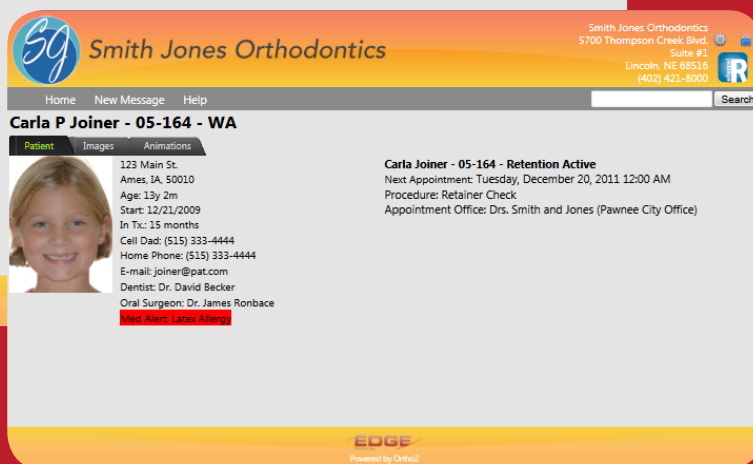 SJ Smith Jones Orthodontics
Smith Jones Orthodontics
5700 Thompson Creek Blvd.
Suite #1
Lincoln, NE 68516
(402) 421-8000
R
Home New Message Help Search
Carla P Joiner - 05-164 - WA
Patient Images Animations
123 Main St.
Ames, IA, 50010
Age: 13y 2m
Start: 12/21/2009
In Tx.: 15 months
Cell Dad: (515) 333-4444
Home Phone: (515) 333-4444
E-mail: joiner@pat.com
Dentist: Dr. David Becker
Oral Surgeon: Dr. James Ronbace
Med Alert: Latex Allergy
Carla Joiner - 05-164 - Retention Active
Next Appointment: Tuesday, December 20, 2011 12:00 AM
Procedure: Retainer Check
Appointment Office: Drs. Smith and Jones (Pawnee City Office)
EDGE
Powered by Ortho2